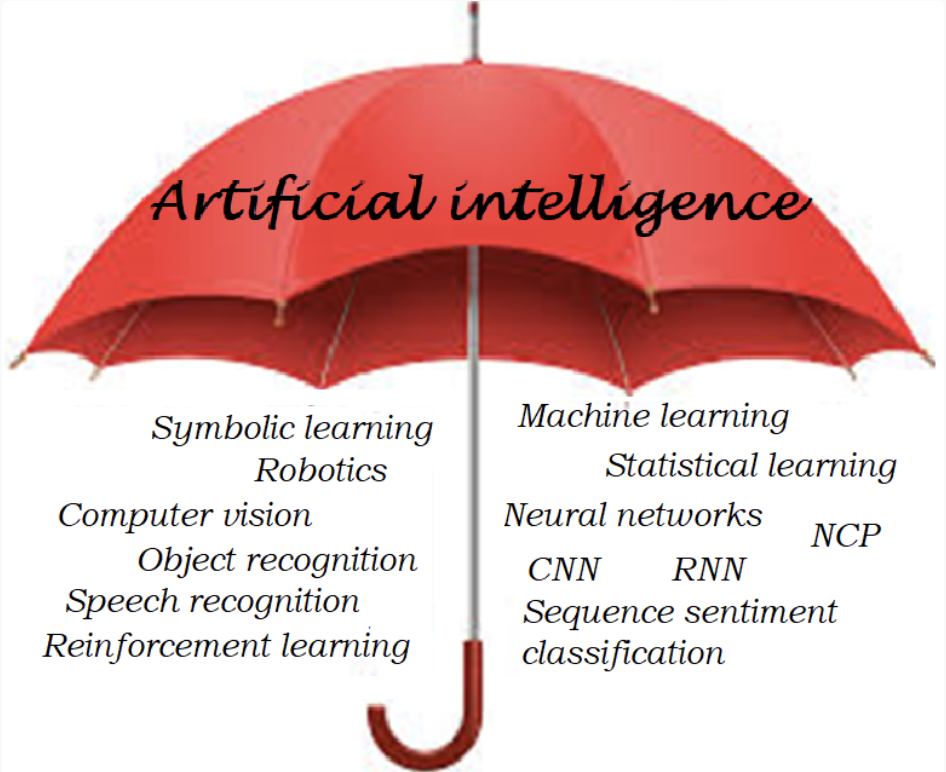 Artificial intelligence
Symbolic learning
Robotics
Computer vision
Object recognition
Speech recognition
Reinforcement learning
Machine learning
Statistical learning
Neural networks
NCP
CNN RNN
Sequence sentiment
classification